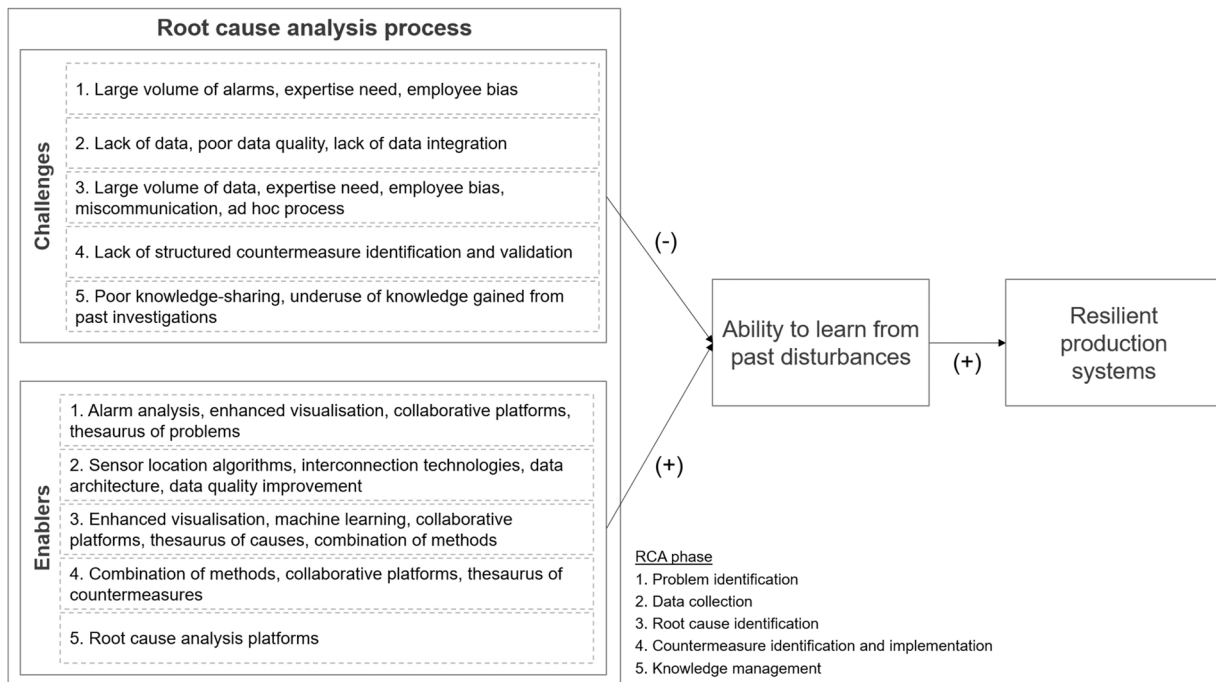 Root cause analysis process
Challenges
1. Large volume of alarms, expertise need, employee bias
2. Lack of data, poor data quality, lack of data integration
3. Large volume of data, expertise need, employee bias,
miscommunication, ad hoc process
4. Lack of structured countermeasure identification and validation
5. Poor knowledge-sharing, underuse of knowledge gained from
past investigations
Enablers
1. Alarm analysis, enhanced visualisation, collaborative platforms,
thesaurus of problems
2. Sensor location algorithms, interconnection technologies, data
architecture, data quality improvement
3. Enhanced visualisation, machine learning, collaborative
platforms, thesaurus of causes, combination of methods
4. Combination of methods, collaborative platforms, thesaurus of
countermeasures
5. Root cause analysis platforms
(-)
(+)
Ability to learn from
past disturbances
(+)
Resilient
production
systems
RCA phase
1. Problem identification
2. Data collection
3. Root cause identification
4. Countermeasure identification and implementation
5. Knowledge management